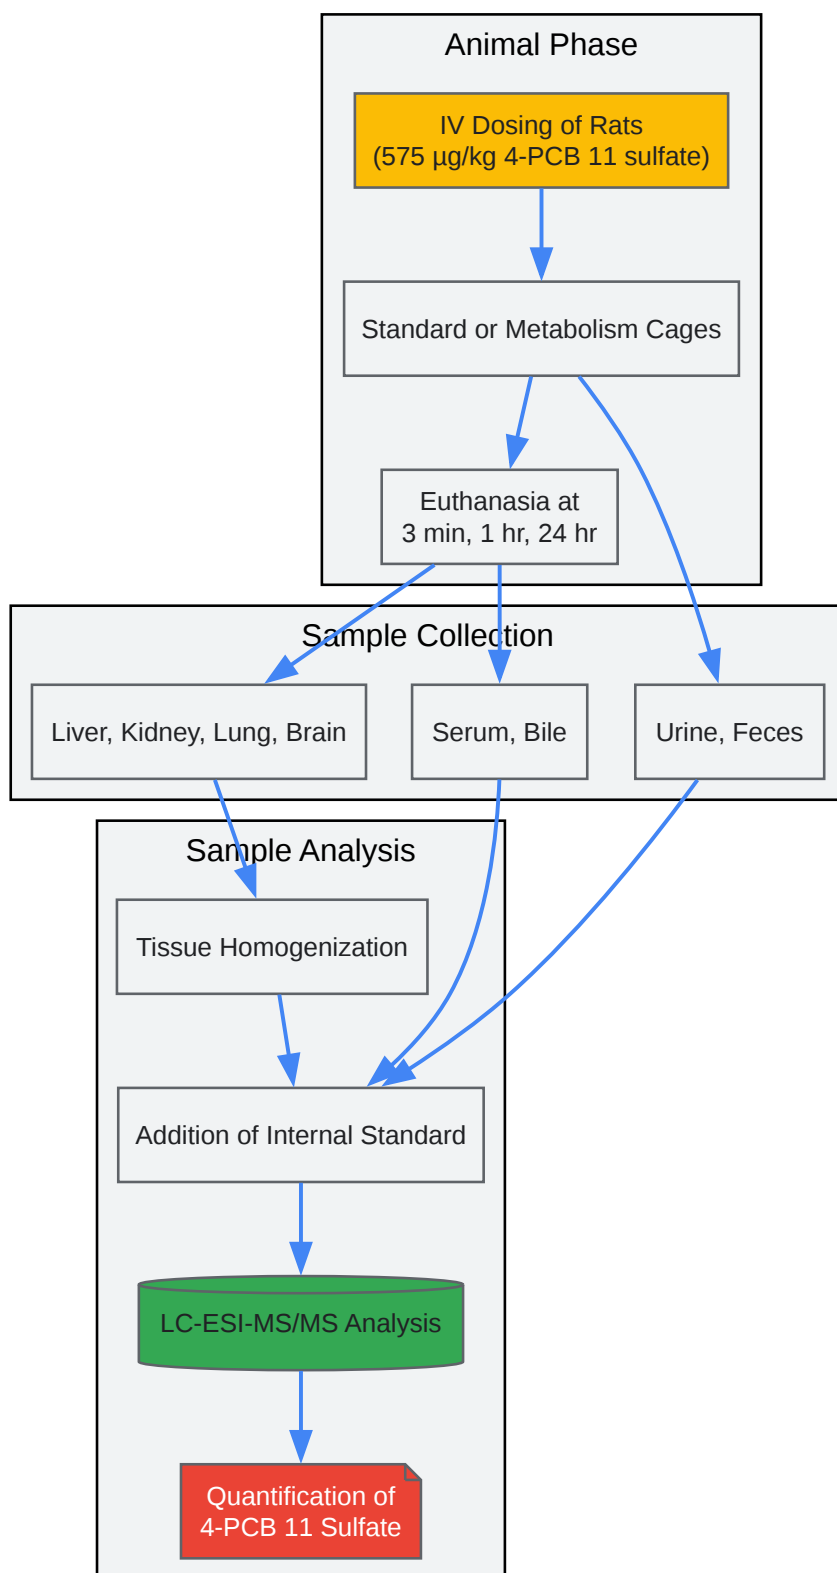 Animal Phase
IV Dosing of Rats
(575 µg/kg 4-PCB 11 sulfate)
Standard or Metabolism Cages
Euthanasia at
3 min, 1 hr, 24 hr
Sample Collection
Liver, Kidney, Lung, Brain
Serum, Bile
Urine, Feces
Sample Analysis
Tissue Homogenization
Addition of Internal Standard
LC-ESI-MS/MS Analysis
Quantification of
4-PCB 11 Sulfate